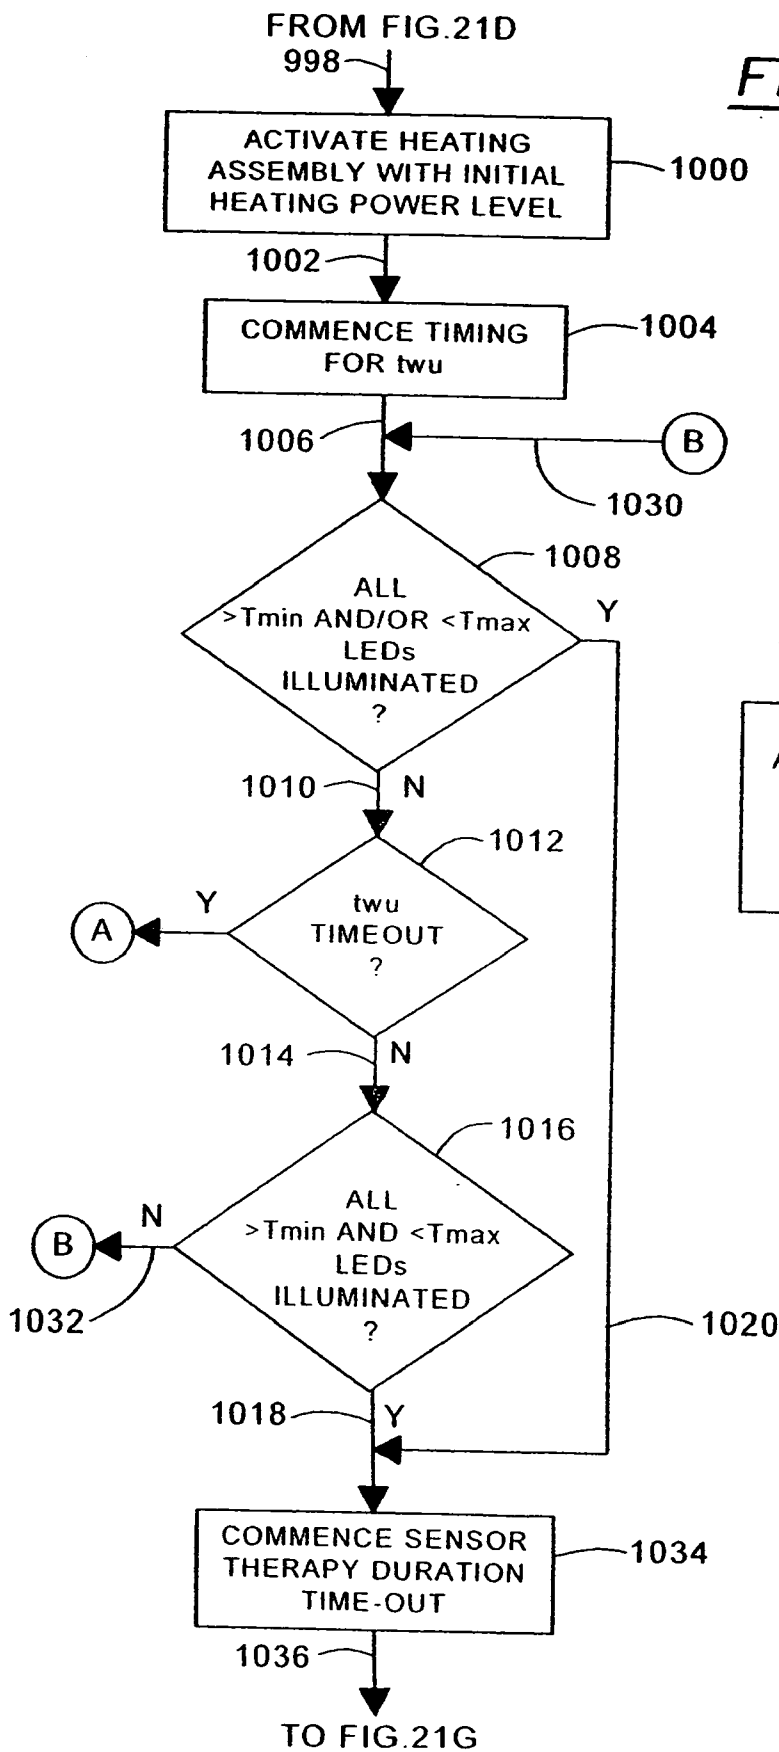 FROM FIG.21D
998
FI
ACTIVATE HEATING
ASSEMBLY WITH INITIAL
HEATING POWER LEVEL
1000
1002
COMMENCE TIMING
FOR twu
1004
1006
B
1030
1008
ALL
>Tmin AND/OR <Tmax
LEDs
ILLUMINATED
?
Y
1010
N
A
1012
twu
TIMEOUT
?
Y
A
1014
N
1016
ALL
>Tmin AND <Tmax
LEDs
ILLUMINATED
?
N
B
1032
1020
1018
Y
COMMENCE SENSOR
THERAPY DURATION
TIME-OUT
1034
1036
TO FIG.21G